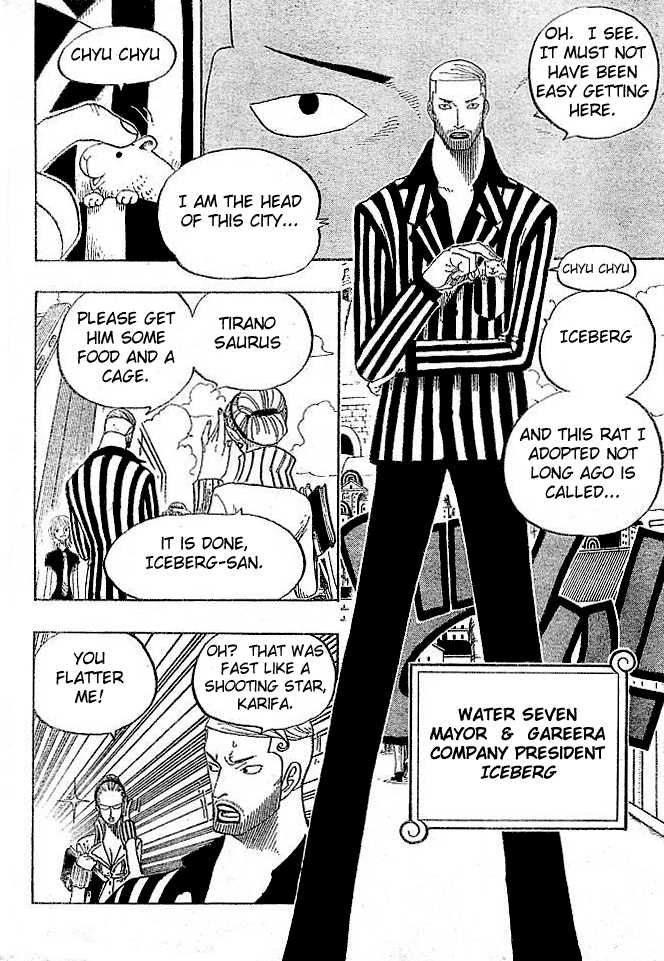 OH. I SEE.
IT MUST NOT
HAVE BEEN
EASY GETTING
HERE.
CHYU CHYU
I AM THE HEAD
OF THIS CITY...
CHYU CHYU
ICEBERG
AND THIS RAT I
ADOPTED NOT
LONG AGO IS
CALLED...
TIRANO
SAURUS
PLEASE GET
HIM SOME
FOOD AND A
CAGE.
IT IS DONE,
ICEBERG-SAN.
OH? THAT WAS
FAST LIKE A
SHOOTING STAR,
KARIFA.
YOU
FLATTER
ME!
WATER SEVEN
MAYOR & GAREERA
COMPANY PRESIDENT
ICEBERG